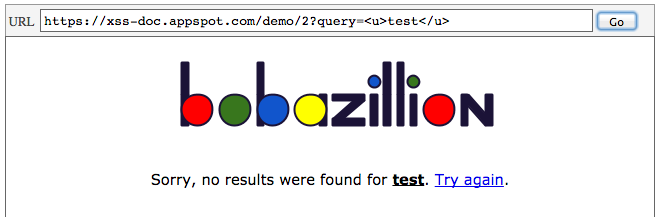 URL https://xss-doc.appspot.com/demo/2?query=<u>test</u> Go
bobazillion
Sorry, no results were found for test. Try again.